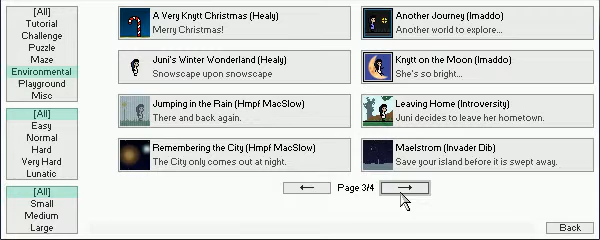 [All]
Tutorial
Challenge
Puzzle
Maze
Environmental
Playground
Misc
[All]
Easy
Normal
Hard
Very Hard
Lunatic
[All]
Small
Medium
Large
A Very Knytt Christmas (Healy)
Merry Christmas!
Another Journey (Imaddo)
Another world to explore...
Juni's Winter Wonderland (Healy)
Snowscape upon snowscape
Knytt on the Moon (Imaddo)
She's so bright...
Jumping in the Rain (Hmpf MacSlow)
There and back again.
Leaving Home (Introversity)
Juni decides to leave her hometown.
Remembering the City (Hmpf MacSlow)
The City only comes out at night.
Maelstrom (Invader Dib)
Save your island before it is swept away.
Page 3/4
Back